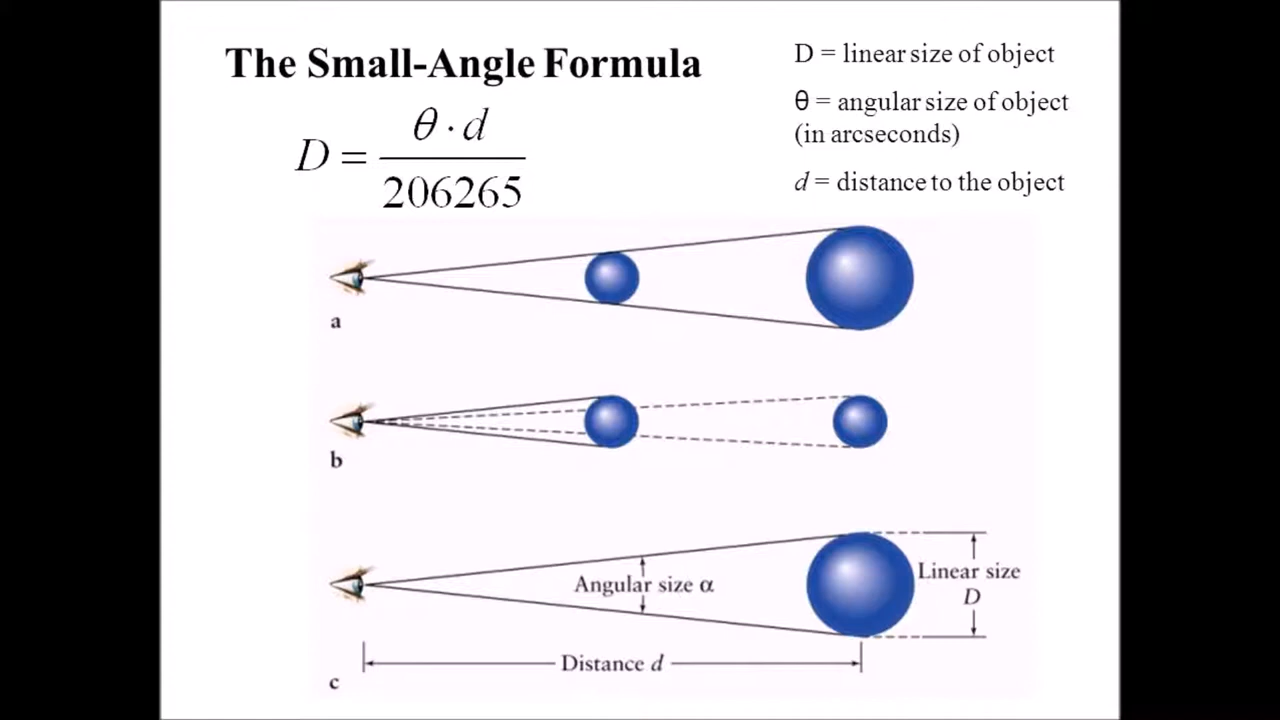 The Small-Angle Formula
D = θ · d / 206265
D = linear size of object
θ = angular size of object
(in arcseconds)
d = distance to the object
a
b
Angular size α
Linear size
D
Distance d
c